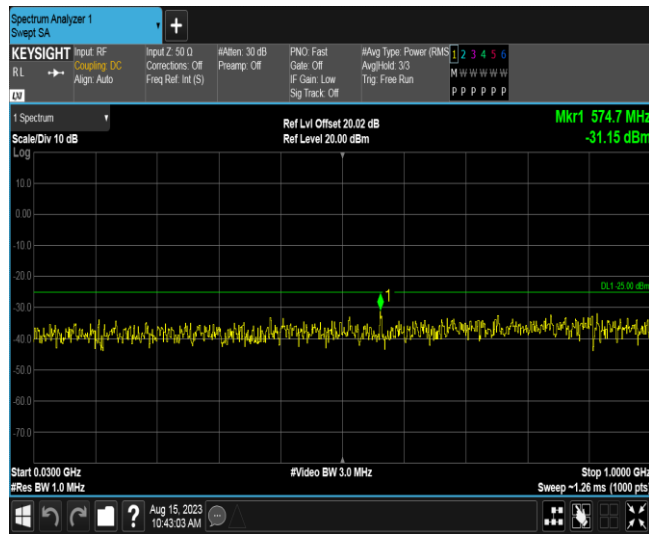 Spectrum Analyzer 1
Swept SA
+
KEYSIGHT
RL
LXI
Input: RF
Coupling: DC
Align: Auto
Input Z: 50 Ω
Corrections: Off
Freq Ref: Int (S)
#Atten: 30 dB
Preamp: Off
PNO: Fast
Gate: Off
IF Gain: Low
Sig Track: Off
#Avg Type: Power (RMS
Avg|Hold: 3/3
Trig: Free Run
1 2 3 4 5 6
M W W W W W
P P P P P P
1 Spectrum
Scale/Div 10 dB
Log
Ref Lvl Offset 20.02 dB
Ref Level 20.00 dBm
Mkr1 574.7 MHz
-31.15 dBm
10.0
0.00
-10.0
-20.0
-30.0
-40.0
-50.0
-60.0
-70.0
DL1 -25.00 dBm
1
Start 0.0300 GHz
#Res BW 1.0 MHz
#Video BW 3.0 MHz
Stop 1.0000 GHz
Sweep ~1.26 ms (1000 pts)
?
Aug 15, 2023
10:43:03 AM